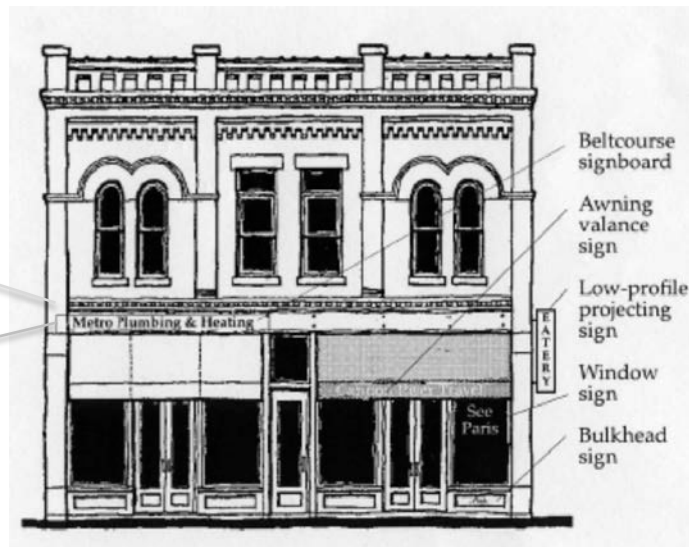 Beltcourse
signboard
Awning
valance
sign
Low-profile
projecting
sign
Window
sign
Bulkhead
sign
Metro Plumbing & Heating
EATERY
Travel
See
Paris